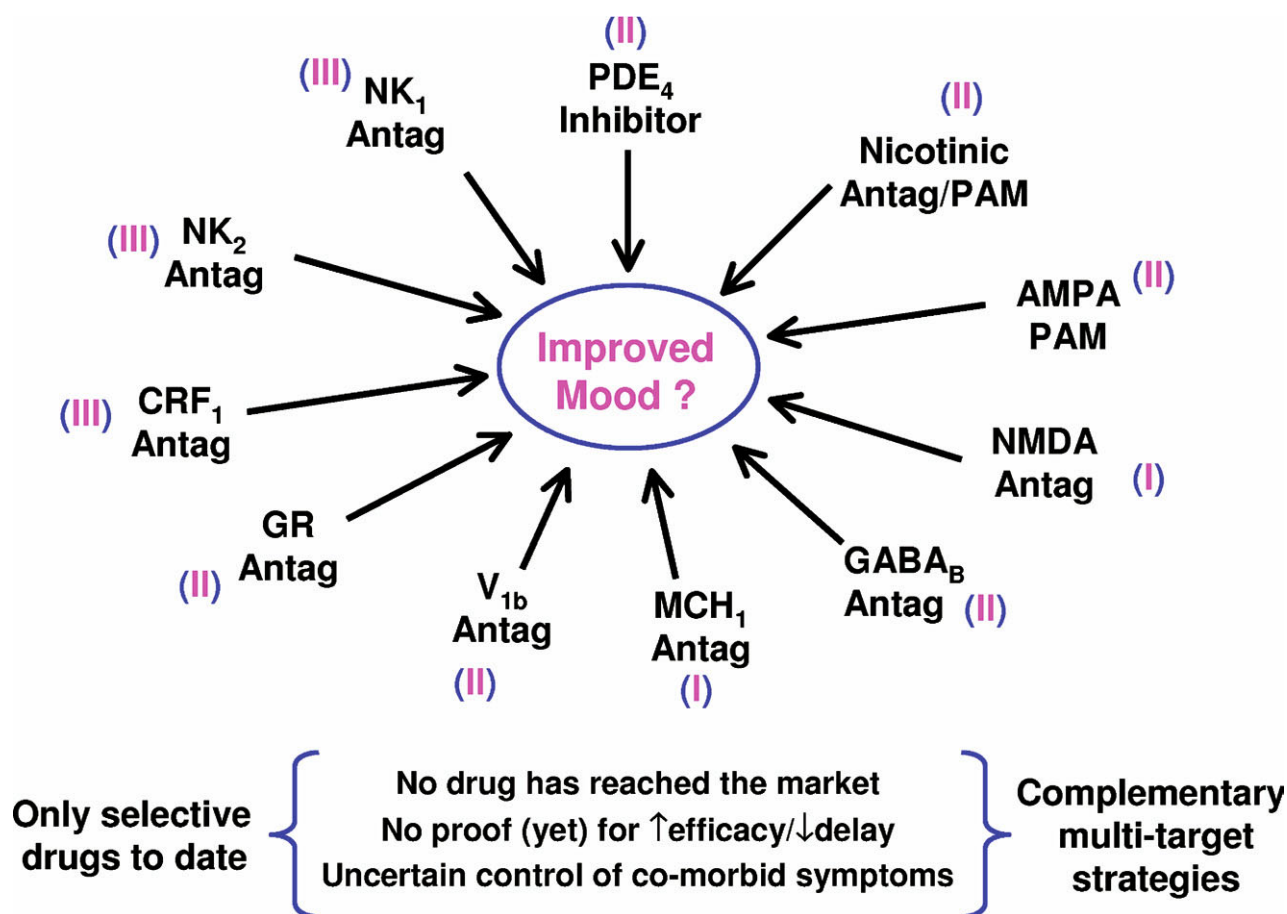 (II)
PDE4
Inhibitor
(III)
NK1
Antag
(II)
Nicotinic
Antag/PAM
(III)
NK2
Antag
AMPA (II)
PAM
Improved
Mood ?
(III)
CRF1
Antag
NMDA
Antag (I)
GR
Antag
(II)
V1b
Antag
(II)
MCH1
Antag
(I)
GABAB
Antag (II)
Only selective
drugs to date
No drug has reached the market
No proof (yet) for ↑efficacy/↓delay
Uncertain control of co-morbid symptoms
Complementary
multi-target
strategies